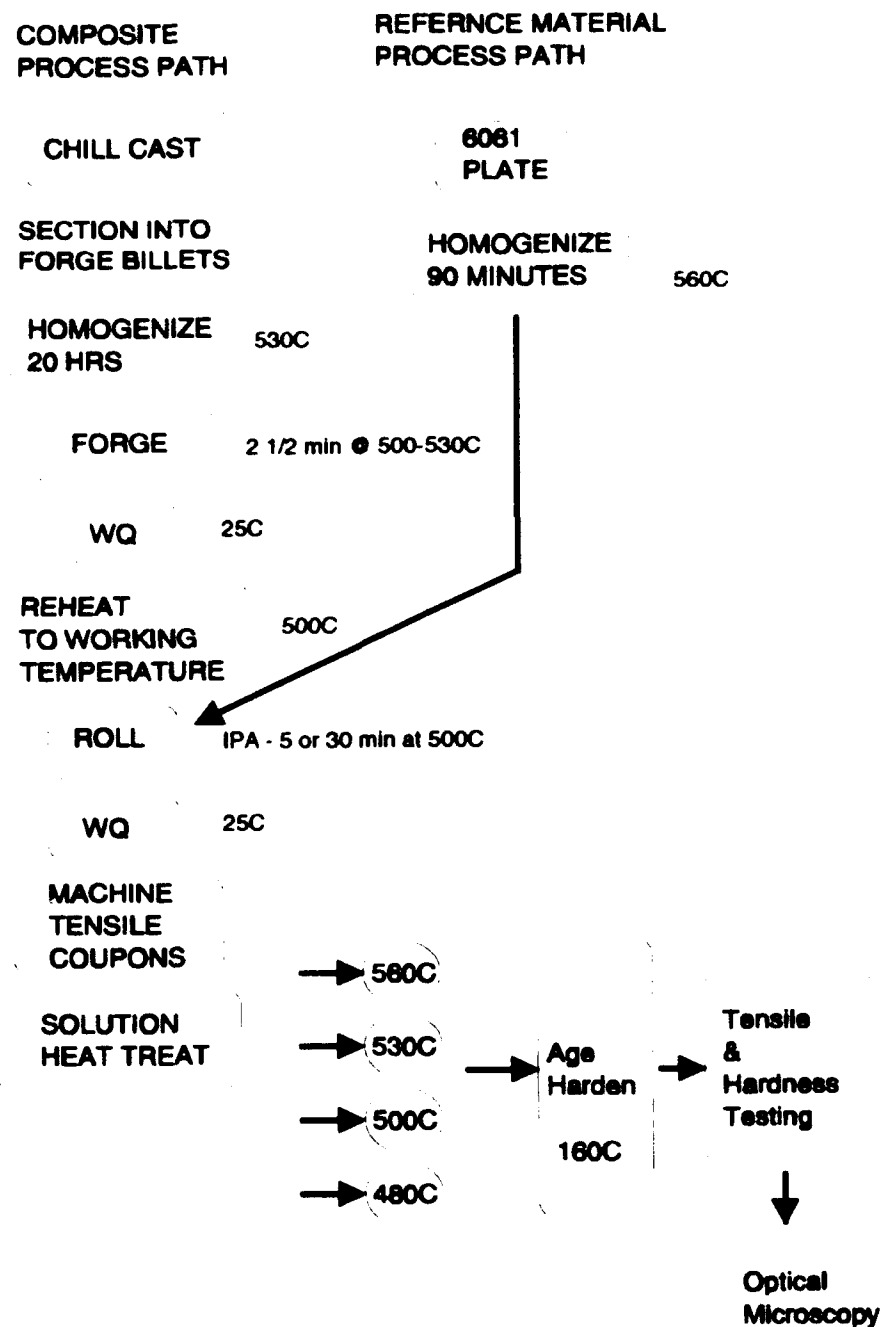 COMPOSITE
PROCESS PATH
REFERNCE MATERIAL
PROCESS PATH
CHILL CAST
6061
PLATE
SECTION INTO
FORGE BILLETS
HOMOGENIZE
90 MINUTES
560C
HOMOGENIZE
20 HRS
530C
FORGE
2 1/2 min @ 500-530C
WQ
25C
REHEAT
TO WORKING
TEMPERATURE
500C
ROLL
IPA - 5 or 30 min at 500C
WQ
25C
MACHINE
TENSILE
COUPONS
SOLUTION
HEAT TREAT
560C
530C
500C
480C
Age
Harden
160C
Tensile
&
Hardness
Testing
Optical
Microscopy